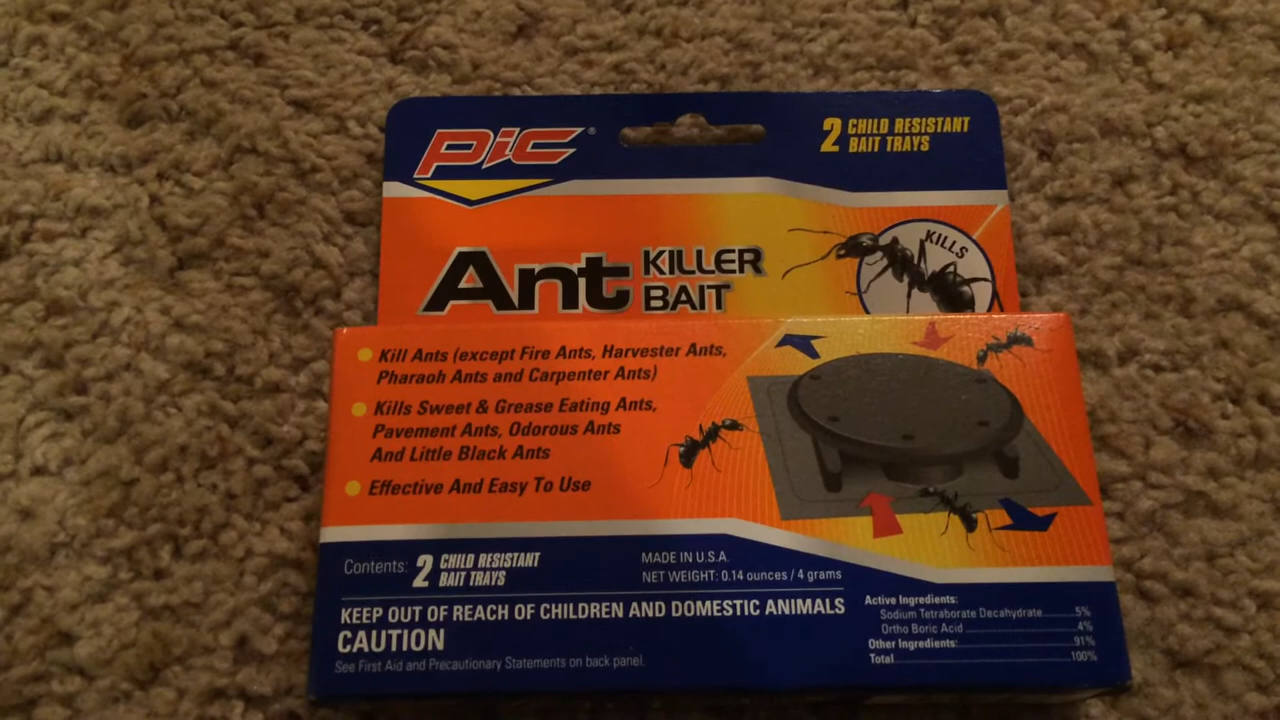 PIC®
2 CHILD RESISTANT
BAIT TRAYS
KILLS
Ant KILLER
BAIT
Kill Ants (except Fire Ants, Harvester Ants,
Pharaoh Ants and Carpenter Ants)
Kills Sweet & Grease Eating Ants,
Pavement Ants, Odorous Ants
And Little Black Ants
Effective And Easy To Use
Contents: 2 CHILD RESISTANT
BAIT TRAYS
MADE IN U.S.A.
NET WEIGHT: 0.14 ounces / 4 grams
KEEP OUT OF REACH OF CHILDREN AND DOMESTIC ANIMALS
CAUTION
See First Aid and Precautionary Statements on back panel.
Active Ingredients:
Sodium Tetraborate Decahydrate..........5%
Ortho Boric Acid..........4%
Other Ingredients:..........91%
Total..........100%